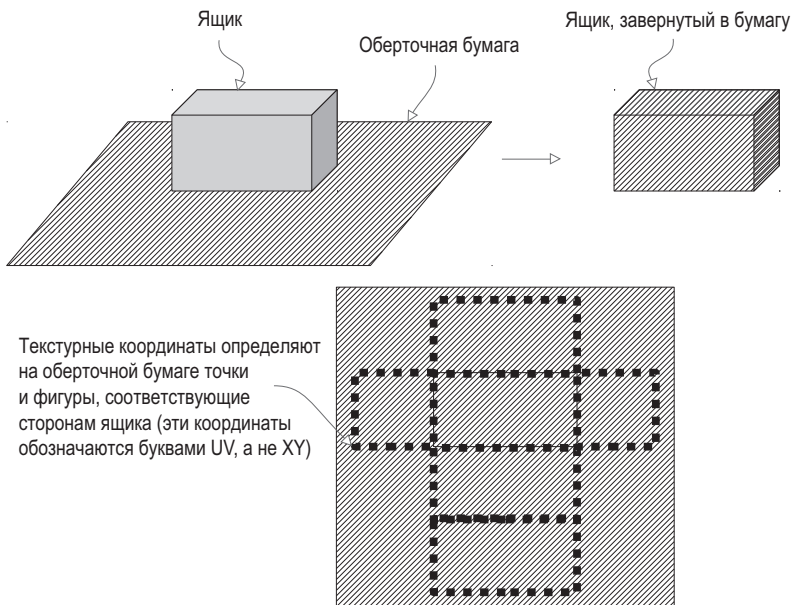 Ящик
Ящик, завернутый в бумагу
Оберточная бумага
Текстурные координаты определяют
на оберточной бумаге точки
и фигуры, соответствующие
сторонам ящика (эти координаты
обозначаются буквами UV, а не XY)